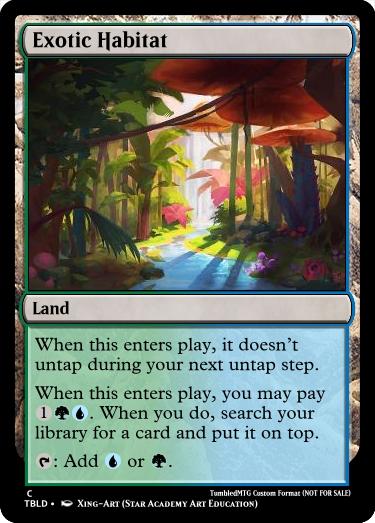 Exotic Habitat
Land
When this enters play, it doesn't
untap during your next untap step.
When this enters play, you may pay
1 . When you do, search your
library for a card and put it on top.
: Add or .
C
TumbledMTG Custom Format (NOT FOR SALE)
TBLD • Xing-Art (Star Academy Art Education)